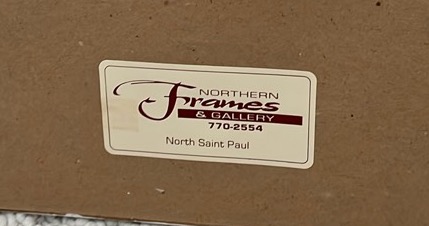 NORTHERN
Frames
& GALLERY
770-2554
North Saint Paul